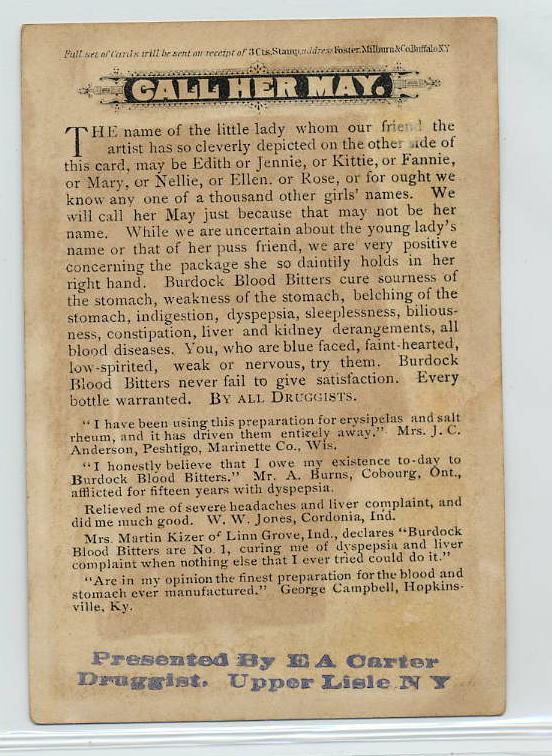 Full set of Cards will be sent on receipt of 3 Cts. Stamp, address Foster, Milburn & Co. Buffalo N.Y
CALL HER MAY.
THE name of the little lady whom our friend the
artist has so cleverly depicted on the other side of
this card, may be Edith or Jennie, or Kittie, or Fannie,
or Mary, or Nellie, or Ellen. or Rose, or for ought we
know any one of a thousand other girls' names. We
will call her May just because that may not be her
name. While we are uncertain about the young lady's
name or that of her puss friend, we are very positive
concerning the package she so daintily holds in her
right hand. Burdock Blood Bitters cure sourness of
the stomach, weakness of the stomach, belching of the
stomach, indigestion, dyspepsia, sleeplessness, bilious-
ness, constipation, liver and kidney derangements, all
blood diseases. You, who are blue faced, faint-hearted,
low-spirited, weak or nervous, try them. Burdock
Blood Bitters never fail to give satisfaction. Every
bottle warranted. BY ALL DRUGGISTS.
"I have been using this preparation for erysipelas and salt
rheum, and it has driven them entirely away." Mrs. J. C.
Anderson, Peshtigo, Marinette Co., Wis.
"I honestly believe that I owe my existence to-day to
Burdock Blood Bitters." Mr. A. Burns, Cobourg, Ont.,
afflicted for fifteen years with dyspepsia.
Relieved me of severe headaches and liver complaint, and
did me much good. W. W. Jones, Cordonia, Ind.
Mrs. Martin Kizer of Linn Grove, Ind., declares "Burdock
Blood Bitters are No. 1, curing me of dyspepsia and liver
complaint when nothing else that I ever tried could do it."
"Are in my opinion the finest preparation for the blood and
stomach ever manufactured." George Campbell, Hopkins-
ville, Ky.
Presented By E A Carter
Druggist. Upper Lisle N Y